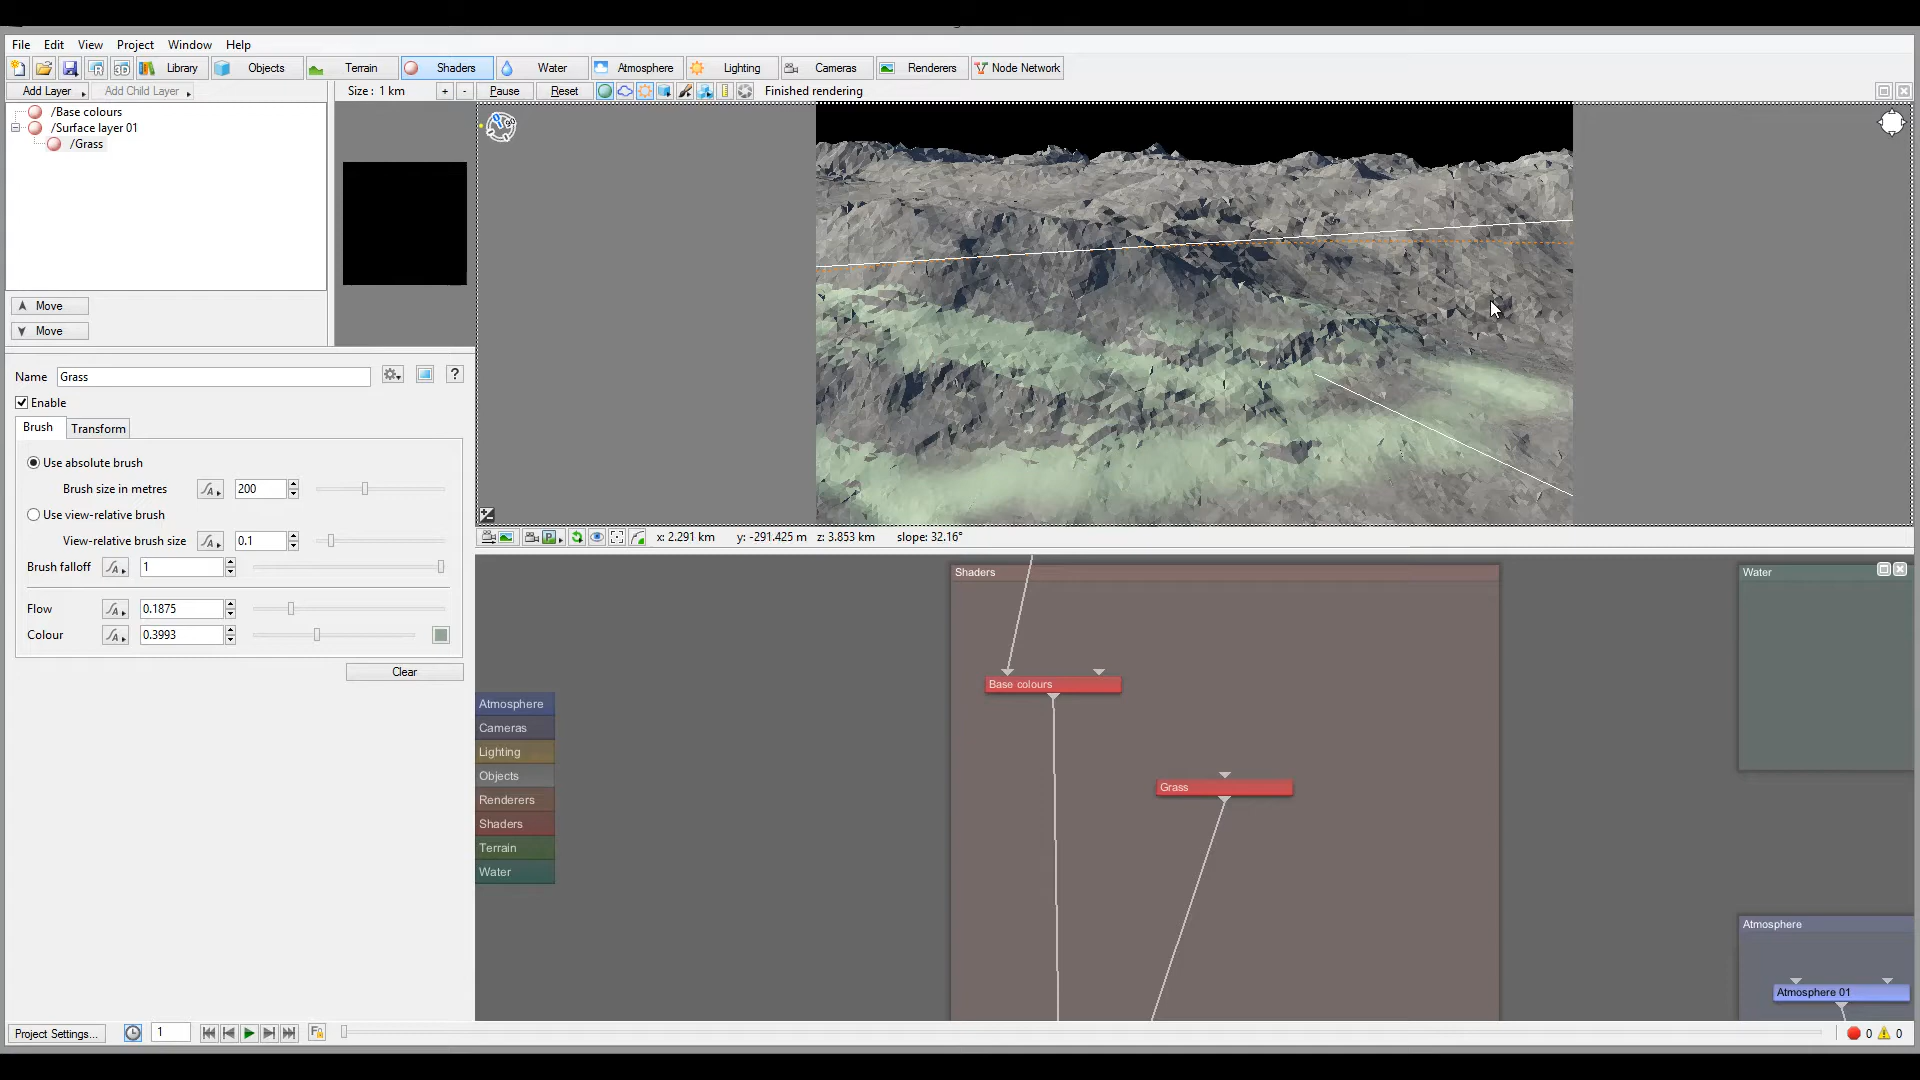 File Edit View Project Window Help
Library Objects Terrain Shaders Water Atmosphere Lighting Cameras Renderers Node Network
Add Layer Add Child Layer Size : 1 km + - Pause Reset Finished rendering
/Base colours
/Surface layer 01
/Grass
Move
Move
Name Grass ?
Enable
Brush Transform
Use absolute brush
Brush size in metres 200
Use view-relative brush
View-relative brush size 0.1
Brush falloff 1
Flow 0.1875
Colour 0.3993
Clear
x: 2.291 km y: -291.425 m z: 3.853 km slope: 32.16°
Shaders
Base colours
Grass
Water
Atmosphere
Atmosphere 01
Atmosphere
Cameras
Lighting
Objects
Renderers
Shaders
Terrain
Water
Project Settings... 1 0 0